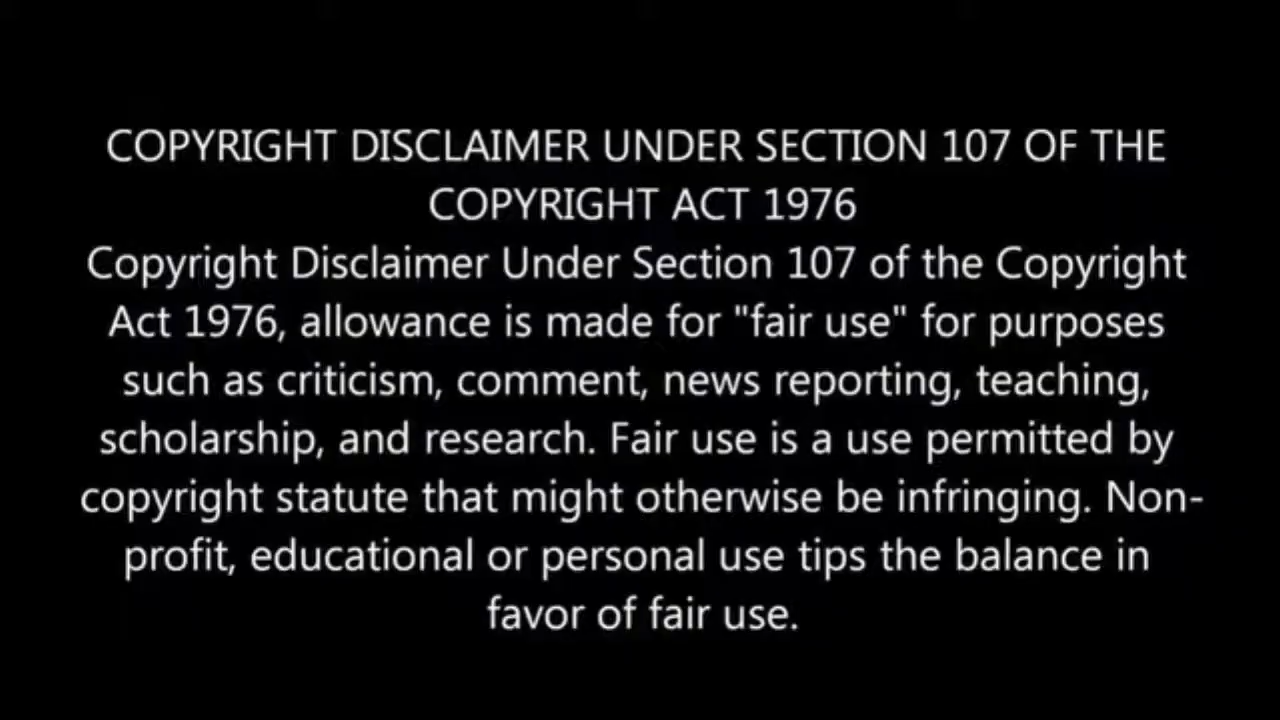 COPYRIGHT DISCLAIMER UNDER SECTION 107 OF THE
COPYRIGHT ACT 1976
Copyright Disclaimer Under Section 107 of the Copyright
Act 1976, allowance is made for "fair use" for purposes
such as criticism, comment, news reporting, teaching,
scholarship, and research. Fair use is a use permitted by
copyright statute that might otherwise be infringing. Non-
profit, educational or personal use tips the balance in
favor of fair use.